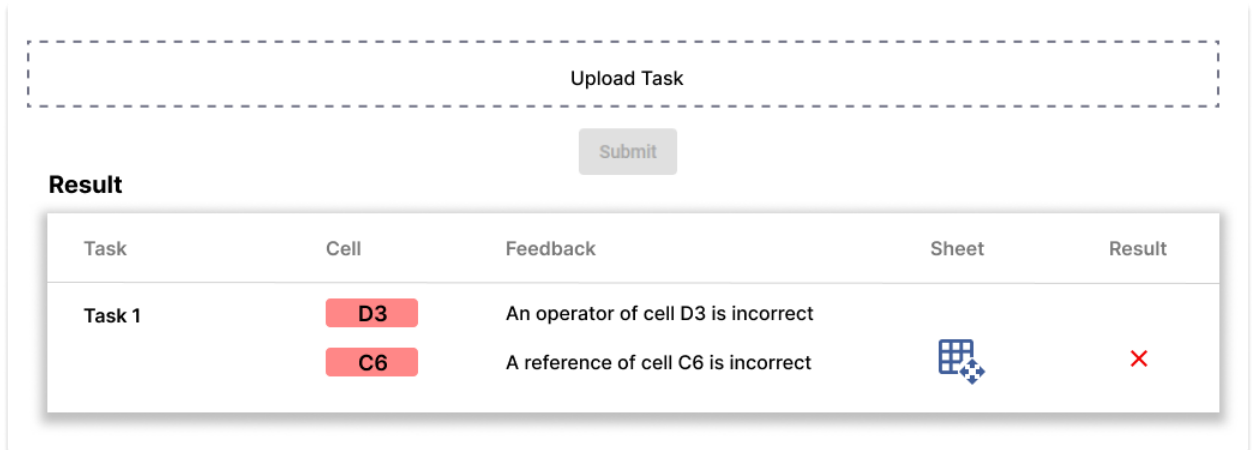 Upload Task
Submit
Result
Task Cell Feedback Sheet Result
Task 1 D3 An operator of cell D3 is incorrect
C6 A reference of cell C6 is incorrect